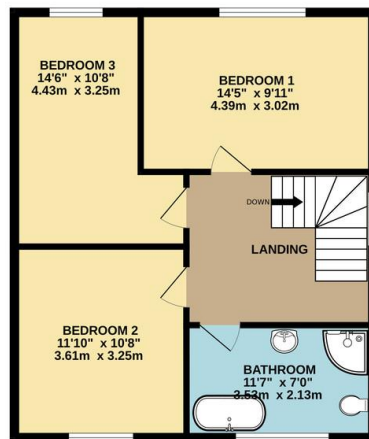 BEDROOM 3
14'6" x 10'8"
4.43m x 3.25m
BEDROOM 1
14'5" x 9'11"
4.39m x 3.02m
DOWN
LANDING
BEDROOM 2
11'10" x 10'8"
3.61m x 3.25m
BATHROOM
11'7" x 7'0"
3.53m x 2.13m